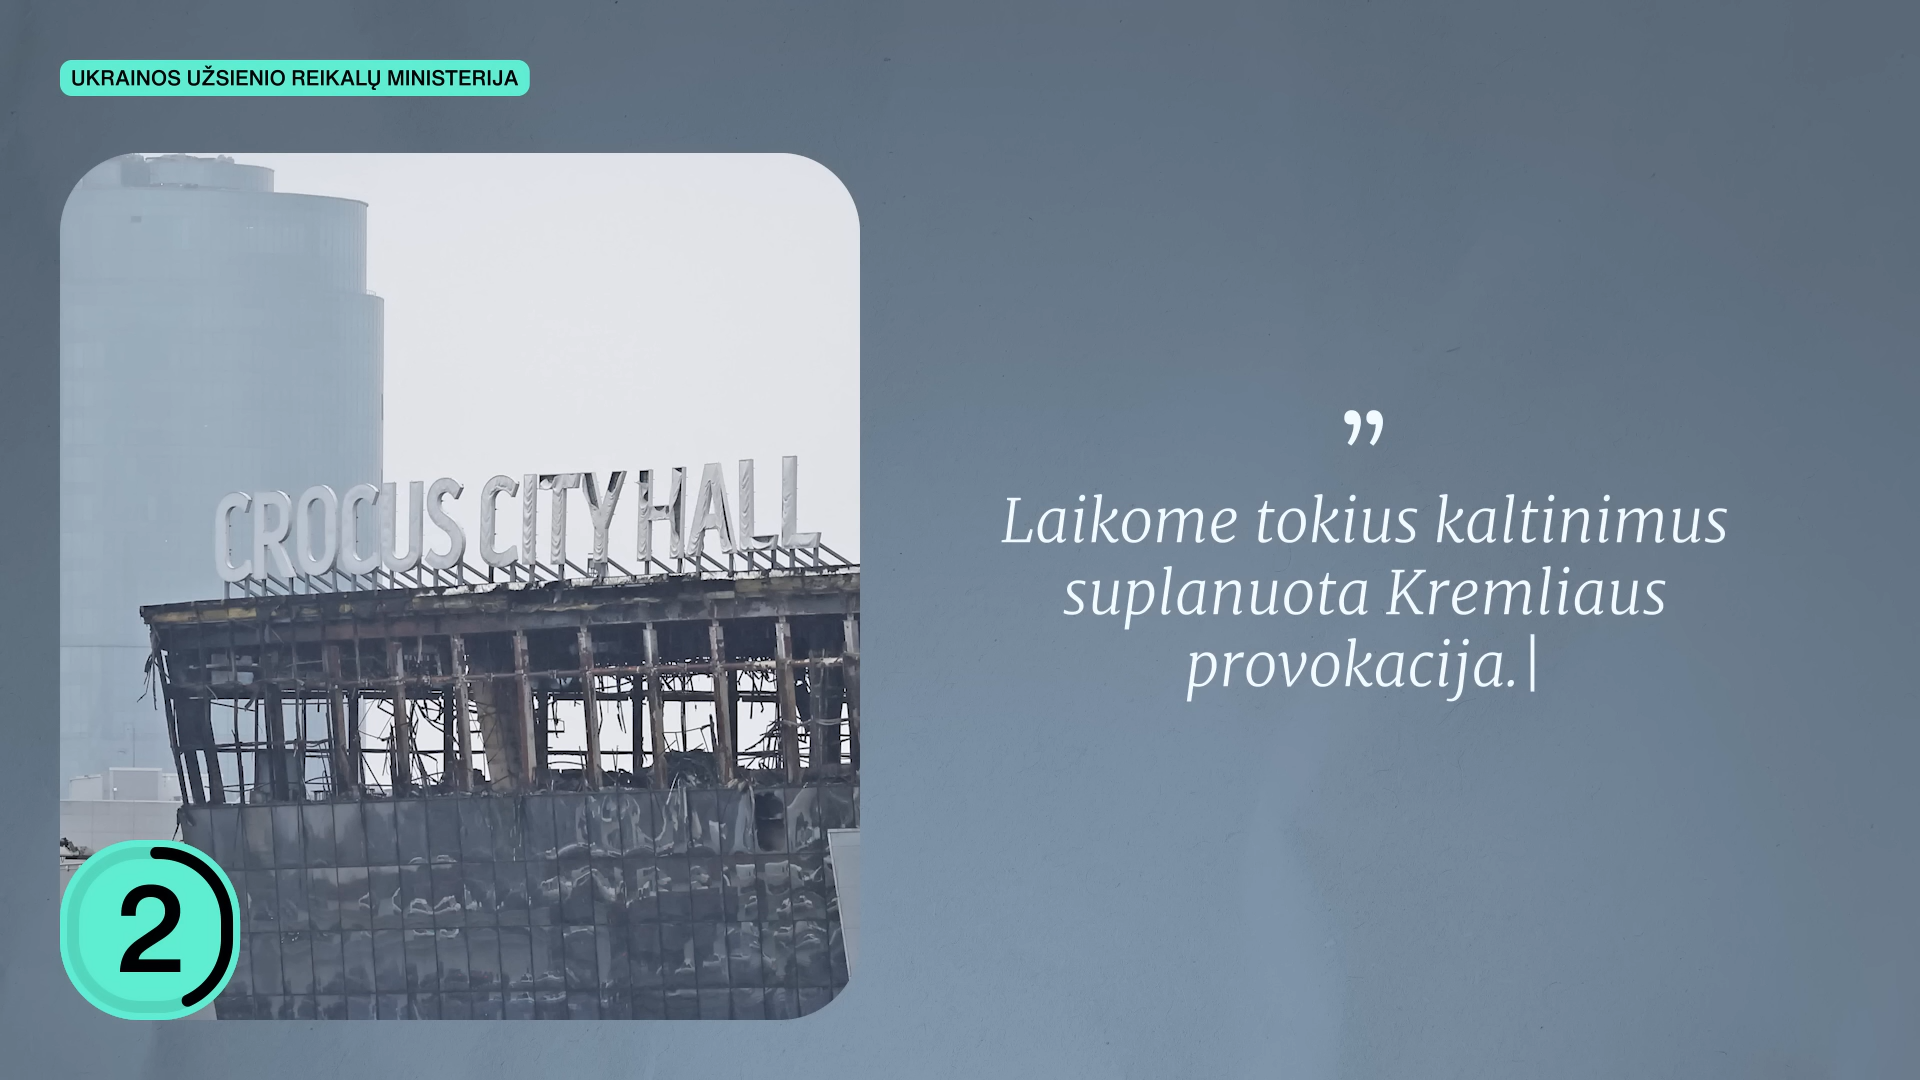 UKRAINOS UŽSIENIO REIKALŲ MINISTERIJA
CROCUS CITY HALL
”
Laikome tokius kaltinimus
suplanuota Kremliaus
provokacija.
2